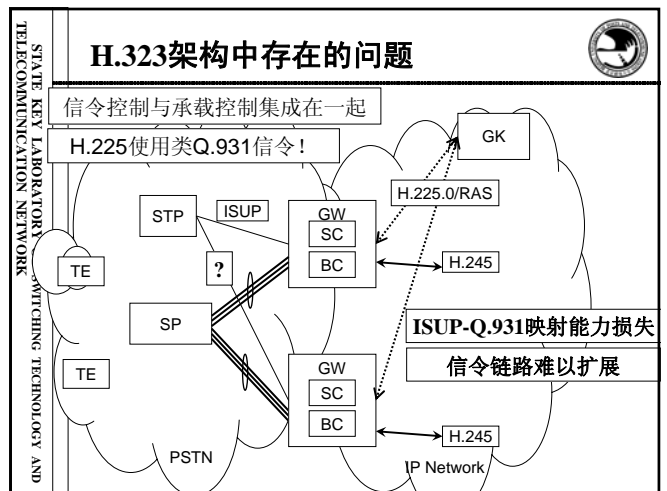 H.323架构中存在的问题
STATE KEY LABORATORY SWITCHING TECHNOLOGY AND
TELECOMMUNICATION NETWORK
信令控制与承载控制集成在一起
H.225使用类Q.931信令!
GK
H.225.0/RAS
STP
ISUP
GW
SC
BC
H.245
TE
?
SP
ISUP-Q.931映射能力损失
信令链路难以扩展
TE
GW
SC
BC
H.245
PSTN
IP Network